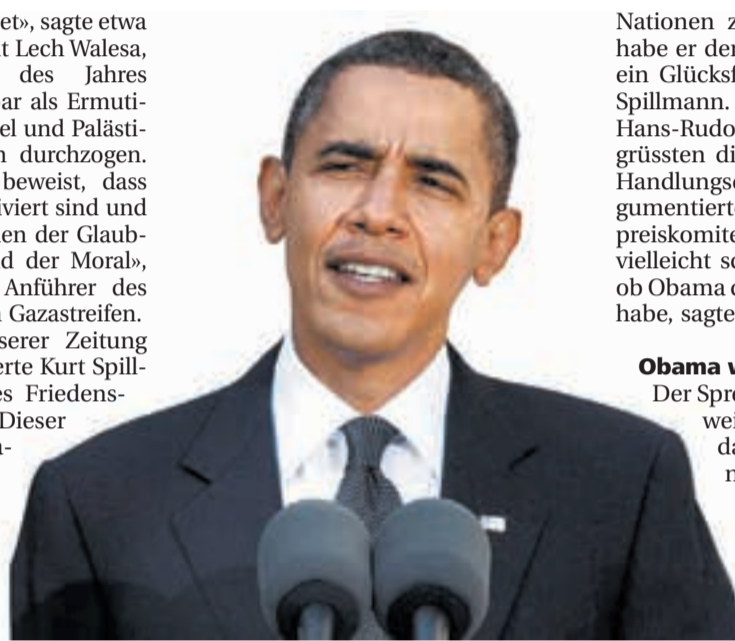 et», sagte etwa
t Lech Walesa,
des Jahres
ar als Ermuti-
el und Palästi-
durchzogen.
beweist, dass
iviert sind und
en der Glaub-
d der Moral»,
Anführer des
Gazastreifen.
serer Zeitung
erte Kurt Spill-
es Friedens-
Dieser
Nationen z
habe er der
ein Glücksf
Spillmann.
Hans-Rudo
grüssten di
Handlungs
gumentierte
preiskomite
vielleicht sc
ob Obama d
habe, sagte
Obama w
Der Spre
wei
da
n